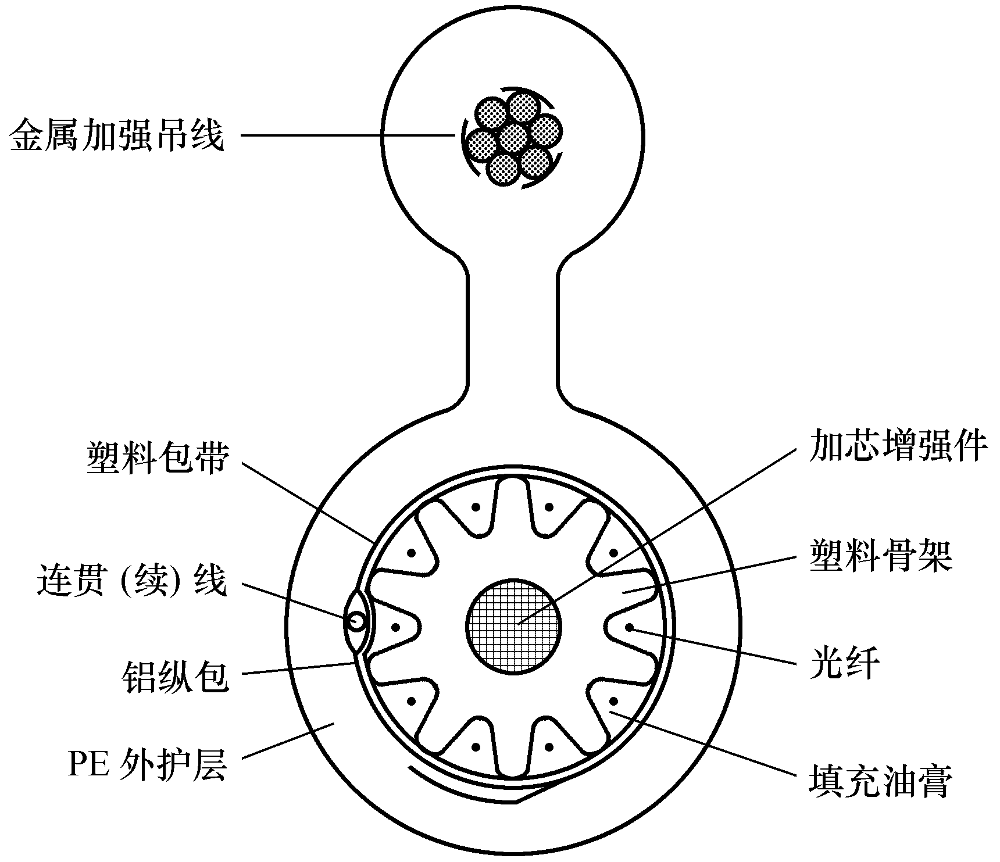 金属加强吊线
塑料包带
连贯 (续) 线
铝纵包
PE 外护层
加芯增强件
塑料骨架
光纤
填充油膏